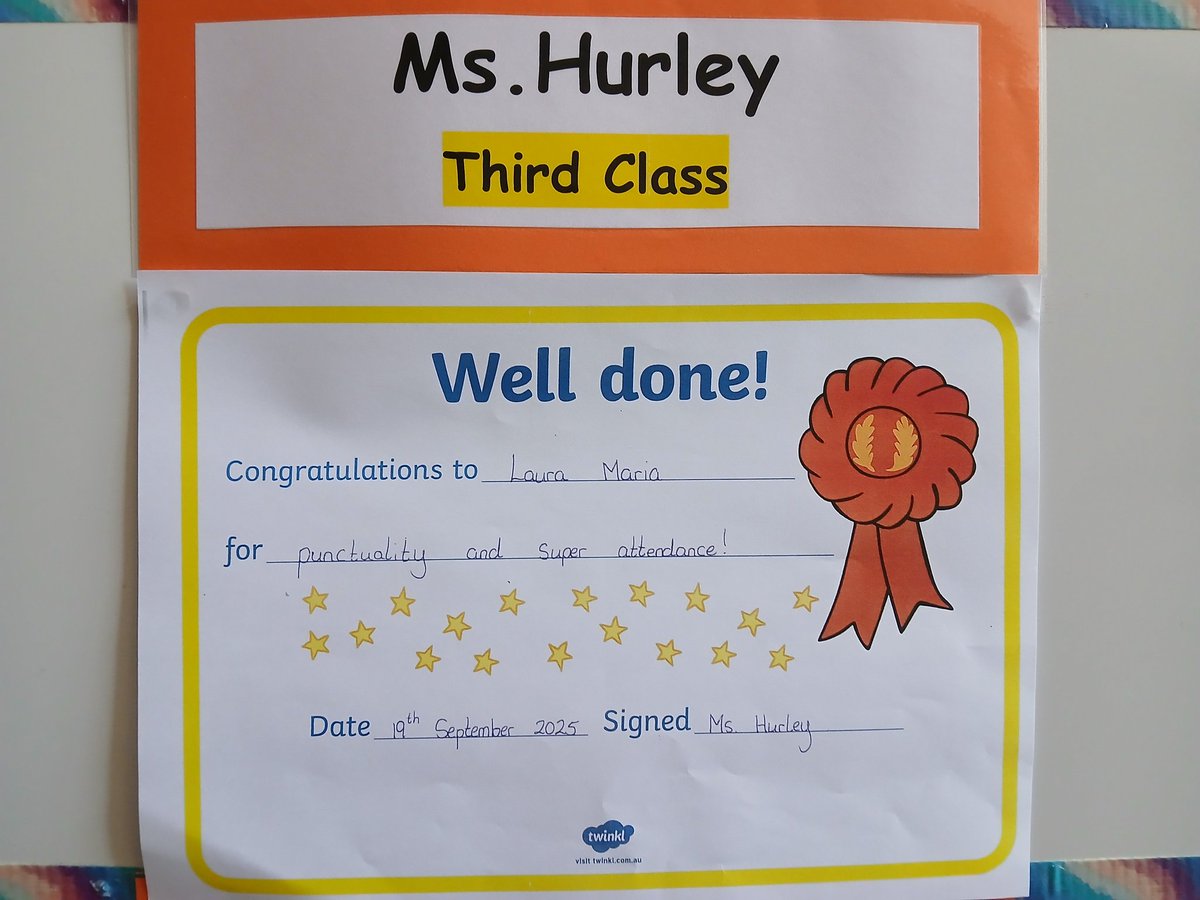 Ms. Hurley
Third Class
Well done!
Congratulations to Laura Maria
for punctuality and Super attendance!
Date 19th September 2025 Signed Ms. Hurley
twinkl
visit twinkl.com.au